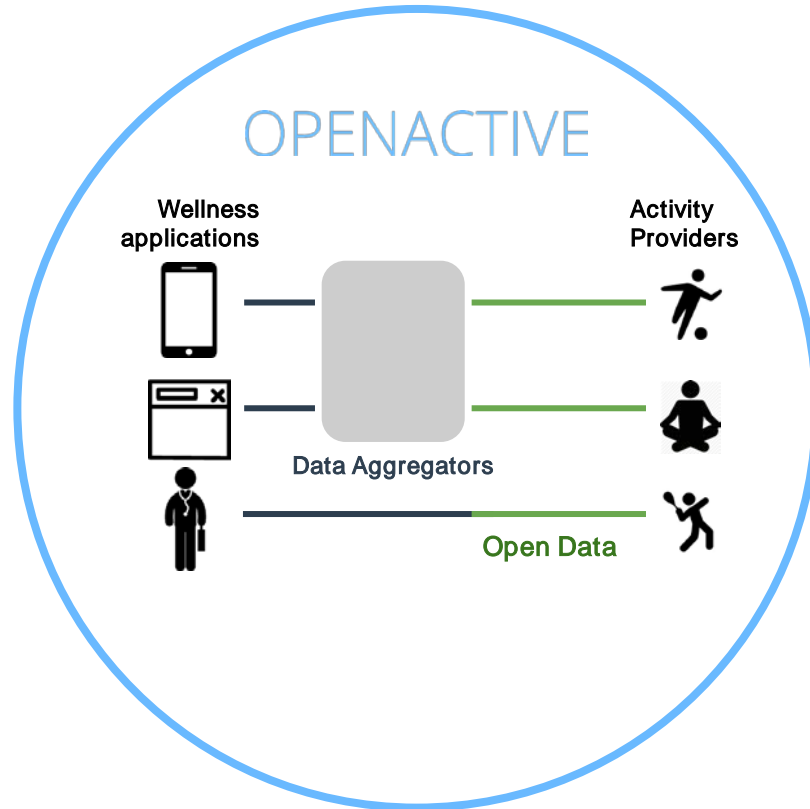 OPENACTIVE
Wellness
applications
Activity
Providers
Data Aggregators
Open Data